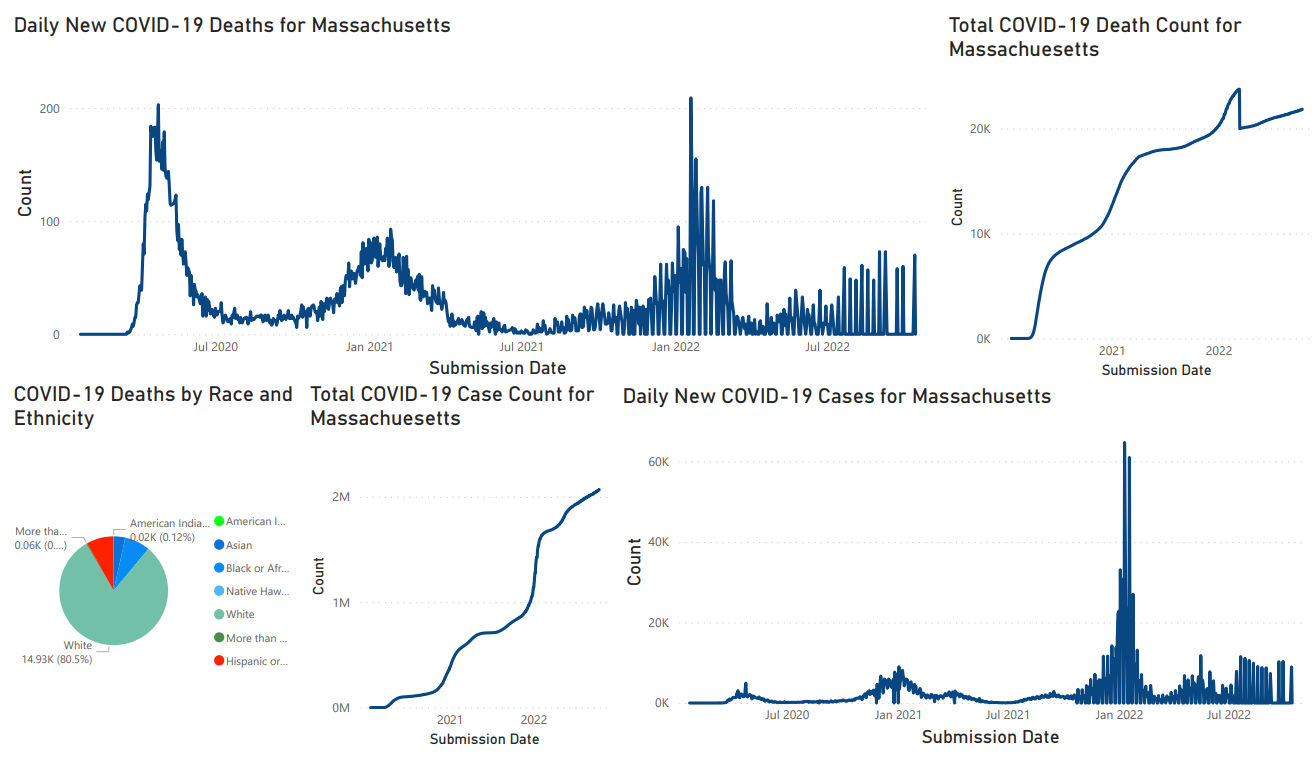 Daily New COVID-19 Deaths for Massachusetts
200
100
0
Count
Jul 2020
Jan 2021
Jul 2021
Jan 2022
Jul 2022
Submission Date
Total COVID-19 Death Count for
Massachuesetts
20K
10K
0K
Count
2021
2022
Submission Date
COVID-19 Deaths by Race and
Ethnicity
More tha...
0.06K (0....)
American India...
0.02K (0.12%)
White
14.93K (80.5%)
American I...
Asian
Black or Afr...
Native Haw...
White
More than ...
Hispanic or...
Total COVID-19 Case Count for
Massachuesetts
2M
1M
0M
Count
2021
2022
Submission Date
Daily New COVID-19 Cases for Massachusetts
60K
40K
20K
0K
Count
Jul 2020
Jan 2021
Jul 2021
Jan 2022
Jul 2022
Submission Date